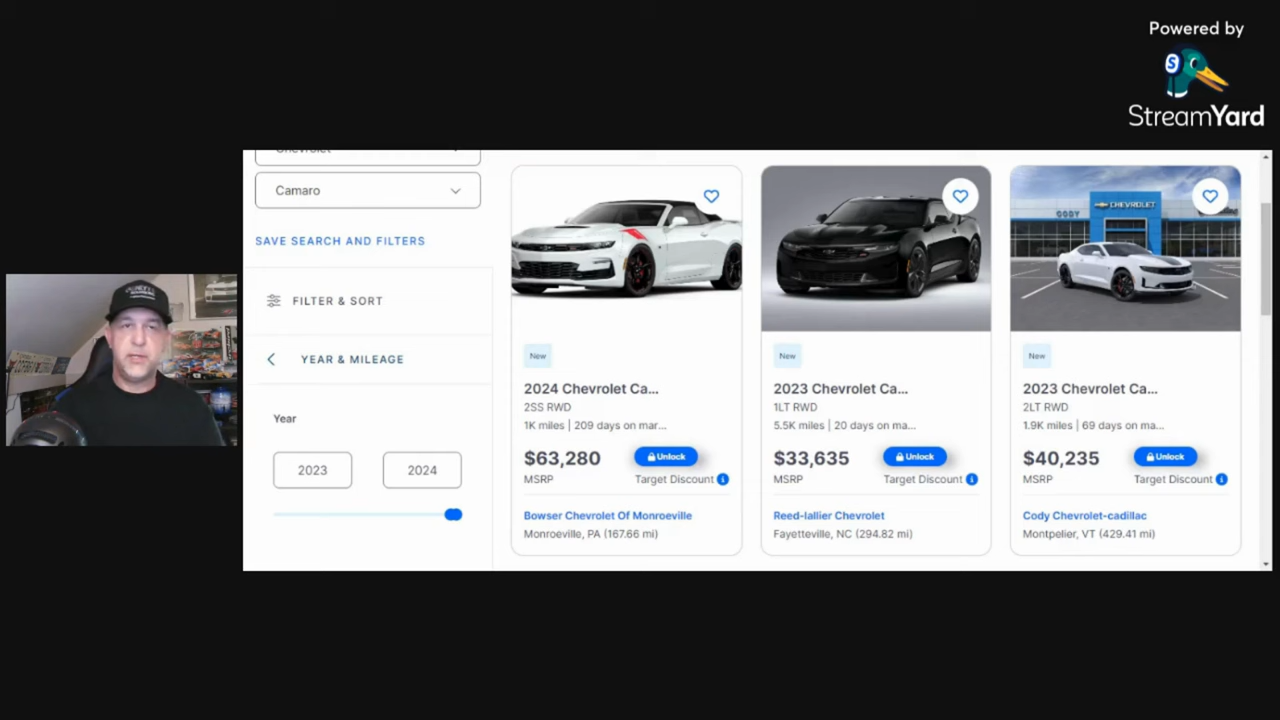 Powered by
StreamYard
Chevrolet
Camaro
SAVE SEARCH AND FILTERS
FILTER & SORT
YEAR & MILEAGE
Year
2023
2024
New
2024 Chevrolet Ca...
2SS RWD
1K miles | 209 days on mar...
$63,280
Unlock
MSRP
Target Discount
Bowser Chevrolet Of Monroeville
Monroeville, PA (167.66 mi)
New
2023 Chevrolet Ca...
1LT RWD
5.5K miles | 20 days on ma...
$33,635
Unlock
MSRP
Target Discount
Reed-lallier Chevrolet
Fayetteville, NC (294.82 mi)
CODY
CHEVROLET
New
2023 Chevrolet Ca...
2LT RWD
1.9K miles | 69 days on ma...
$40,235
Unlock
MSRP
Target Discount
Cody Chevrolet-cadillac
Montpelier, VT (429.41 mi)